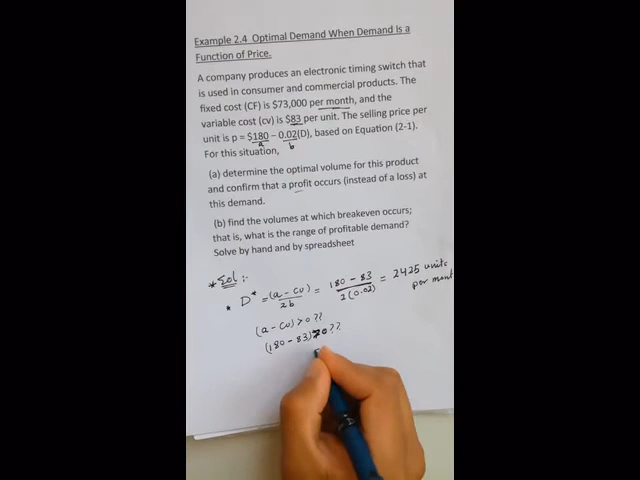 Example 2.4 Optimal Demand When Demand Is a
Function of Price.
A company produces an electronic timing switch that
is used in consumer and commercial products. The
fixed cost (CF) is $73,000 per month, and the
variable cost (cv) is $83 per unit. The selling price per
unit is p = $180 – 0.02(D), based on Equation (2-1).
a b
For this situation,
(a) determine the optimal volume for this product
and confirm that a profit occurs (instead of a loss) at
this demand.
(b) find the volumes at which breakeven occurs;
that is, what is the range of profitable demand?
Solve by hand and by spreadsheet
* Sol :-
* D* = (a - cv) / 2b = 180 - 83 / 2(0.02) = 2425 units
per mont
(a - cv) > 0 ??
(180 - 83) > 0 ??